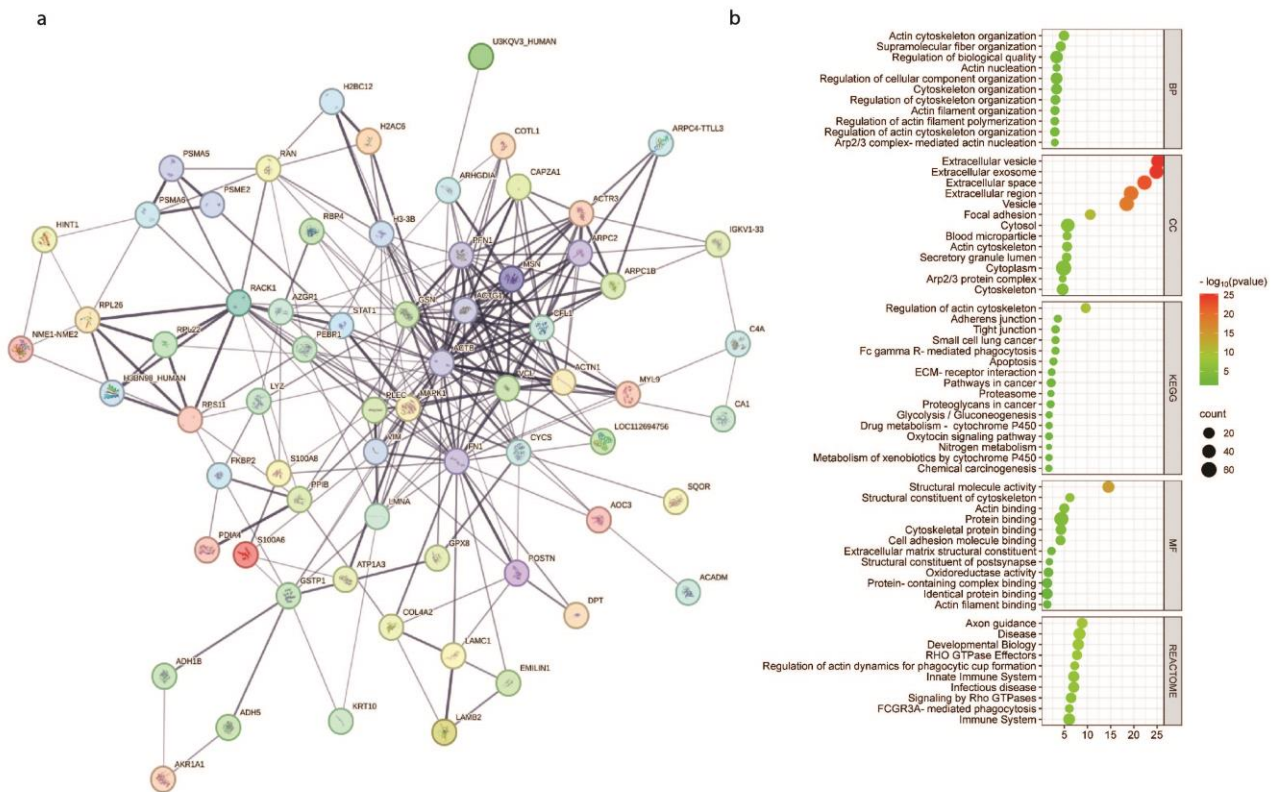 a
U3KQV3_HUMAN
H2BC12
H2AC6
COTL1
ARPC4-TTLL3
PSMA5
RAN
ARHGDIA
CAPZA1
PSME2
PSMA6
RBP4
H3-3B
ACTR3
HINT1
PFN1
ARPC2
IGKV1-33
MSN
ARPC1B
RACK1
AZGP1
GSN
ACTG1
RPL26
STAT1
CFL1
NME1-NME2
RPL22
PEBP1
ACTB
C4A
H3BN98_HUMAN
LYZ
VCL
ACTN1
MYL9
RPS11
PLEC
MAPK1
CA1
LOC112694756
VIM
FN1
CYCS
FKBP2
S100A8
PPIB
SQOR
LMNA
AOC3
PDIA4
S100A6
GPX8
ATP1A3
POSTN
GSTP1
ACADM
COL4A2
DPT
LAMC1
ADH1B
EMILIN1
ADH5
KRT10
LAMB2
AKR1A1
b
Actin cytoskeleton organization
Supramolecular fiber organization
Regulation of biological quality
Actin nucleation
Regulation of cellular component organization
Cytoskeleton organization
Regulation of cytoskeleton organization
Actin filament organization
Regulation of actin filament polymerization
Regulation of actin cytoskeleton organization
Arp2/3 complex- mediated actin nucleation
BP
Extracellular vesicle
Extracellular exosome
Extracellular space
Extracellular region
Vesicle
Focal adhesion
Cytosol
Blood microparticle
Actin cytoskeleton
Secretory granule lumen
Cytoplasm
Arp2/3 protein complex
Cytoskeleton
CC
Regulation of actin cytoskeleton
Adherens junction
Tight junction
Small cell lung cancer
Fc gamma R- mediated phagocytosis
Apoptosis
ECM- receptor interaction
Pathways in cancer
Proteasome
Proteoglycans in cancer
Glycolysis / Gluconeogenesis
Drug metabolism - cytochrome P450
Oxytocin signaling pathway
Nitrogen metabolism
Metabolism of xenobiotics by cytochrome P450
Chemical carcinogenesis
KEGG
Structural molecule activity
Structural constituent of cytoskeleton
Actin binding
Protein binding
Cytoskeletal protein binding
Cell adhesion molecule binding
Extracellular matrix structural constituent
Structural constituent of postsynapse
Oxidoreductase activity
Protein- containing complex binding
Identical protein binding
Actin filament binding
MF
Axon guidance
Disease
Developmental Biology
RHO GTPase Effectors
Regulation of actin dynamics for phagocytic cup formation
Innate Immune System
Infectious disease
Signaling by Rho GTPases
FCGR3A- mediated phagocytosis
Immune System
REACTOME
5 10 15 20 25
- log10(pvalue)
25
20
15
10
5
count
20
40
60